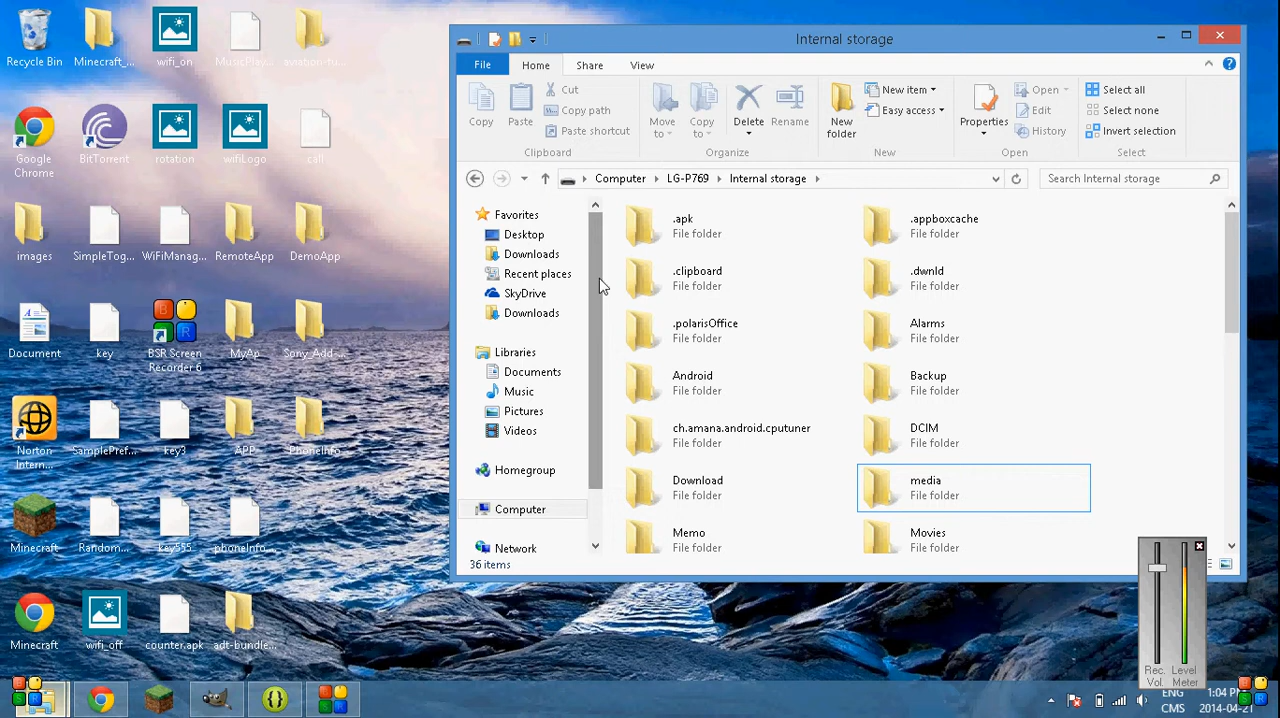 Recycle Bin
Minecraft_...
wifi_on
MusicPlay...
aviation-fu...
Google Chrome
BitTorrent
rotation
wifiLogo
call
images
SimpleTog...
WiFiManag...
RemoteApp
DemoApp
Document
key
BSR Screen Recorder 6
MyAp
Sony_Add-...
Norton Intern...
SamplePref...
key3
APP
PhoneInfo
Minecraft
Random...
key555
phoneInfo...
Minecraft
wifi_off
counter.apk
adt-bundle...
Internal storage
File Home Share View
Copy
Paste
Cut
Copy path
Paste shortcut
Clipboard
Move to
Copy to
Delete
Rename
Organize
New folder
New item
Easy access
New
Properties
Open
Edit
History
Open
Select all
Select none
Invert selection
Select
Computer LG-P769 Internal storage
Search Internal storage
Favorites
Desktop
Downloads
Recent places
SkyDrive
Downloads
Libraries
Documents
Music
Pictures
Videos
Homegroup
Computer
Network
.apk
File folder
.appboxcache
File folder
.clipboard
File folder
.dwnld
File folder
.polarisOffice
File folder
Alarms
File folder
Android
File folder
Backup
File folder
ch.amana.android.cputuner
File folder
DCIM
File folder
Download
File folder
media
File folder
Memo
File folder
Movies
File folder
36 items
Rec. Vol.
Level Meter
ENG
CMS
1:04 P
2014-04-21